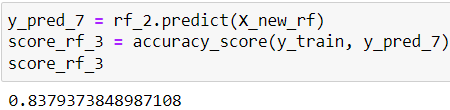 y_pred_7 = rf_2.predict(X_new_rf)
score_rf_3 = accuracy_score(y_train, y_pred_7)
score_rf_3
0.8379373848987108